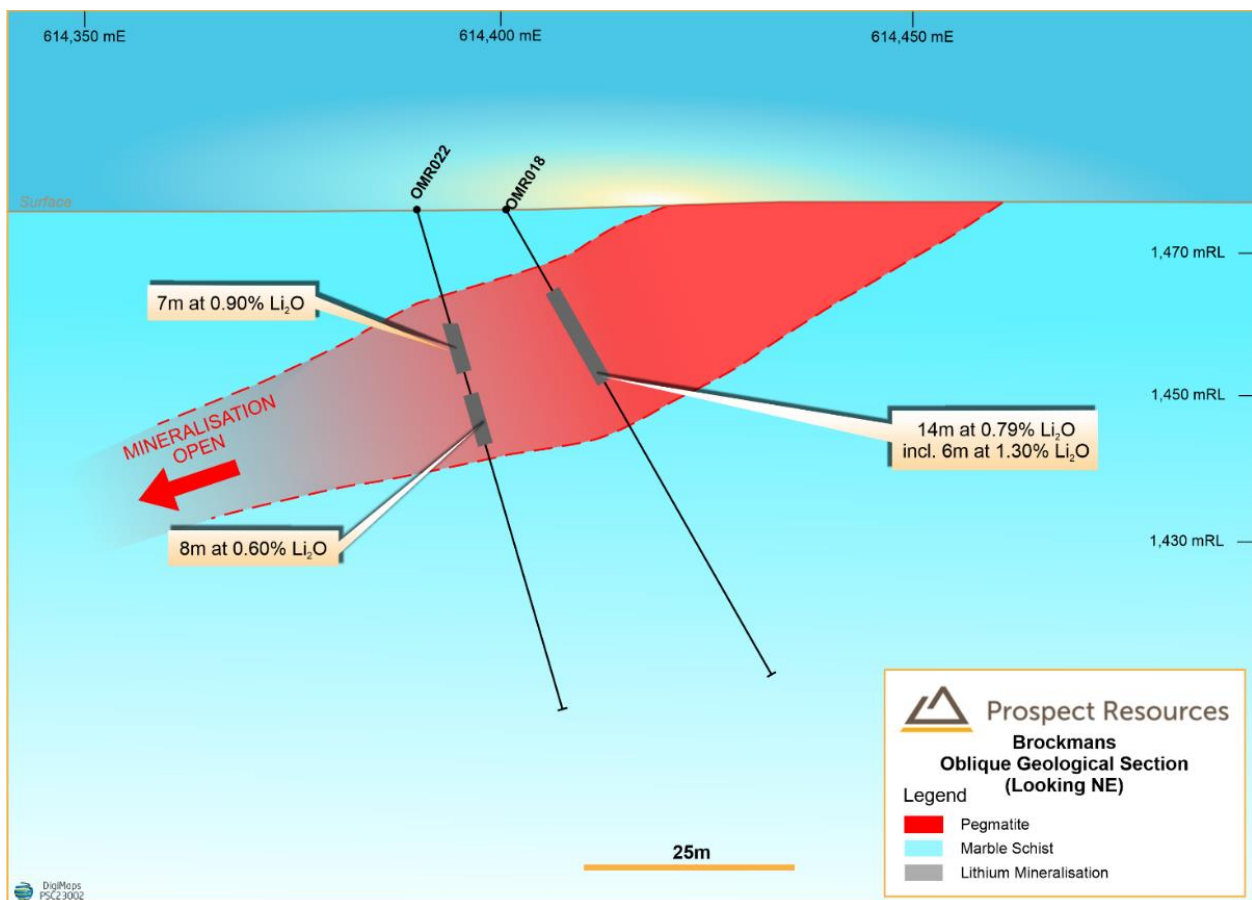 614,350 mE
614,400 mE
614,450 mE
OMR022
OMR018
Surface
1,470 mRL
7m at 0.90% Li₂O
1,450 mRL
14m at 0.79% Li₂O
incl. 6m at 1.30% Li₂O
MINERALISATION
OPEN
8m at 0.60% Li₂O
1,430 mRL
Prospect Resources
Brockmans
Oblique Geological Section
(Looking NE)
Legend
Pegmatite
Marble Schist
Lithium Mineralisation
25m
DigiMaps
PSC23002